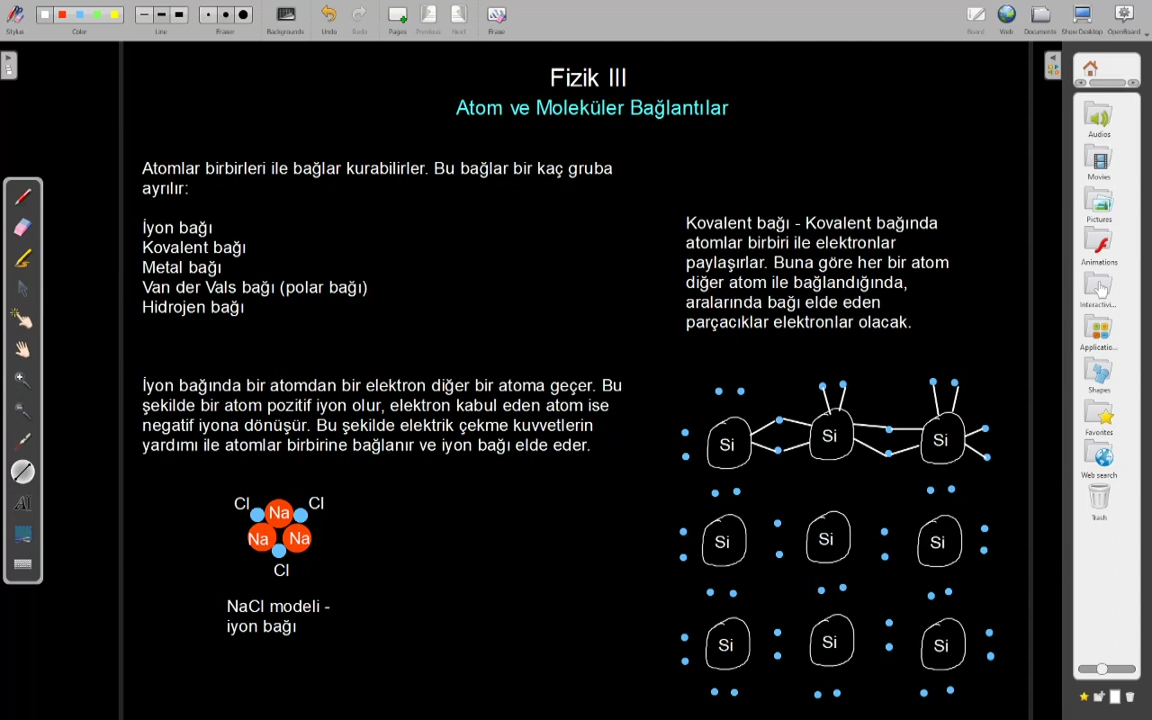 Stylus
Color
Line
Eraser
Backgrounds
Undo
Redo
Pages
Previous
Next
Erase
Board
Web
Documents
Show Desktop
OpenBoard
Fizik III
Atom ve Moleküler Bağlantılar
Atomlar birbirleri ile bağlar kurabilirler. Bu bağlar bir kaç gruba
ayrılır:
İyon bağı
Kovalent bağı
Metal bağı
Van der Vals bağı (polar bağı)
Hidrojen bağı
İyon bağında bir atomdan bir elektron diğer bir atoma geçer. Bu
şekilde bir atom pozitif iyon olur, elektron kabul eden atom ise
negatif iyona dönüşür. Bu şekilde elektrik çekme kuvvetlerin
yardımı ile atomlar birbirine bağlanır ve iyon bağı elde eder.
Cl Cl
Na
Na Na
Cl
NaCl modeli -
iyon bağı
Kovalent bağı - Kovalent bağında
atomlar birbiri ile elektronlar
paylaşırlar. Buna göre her bir atom
diğer atom ile bağlandığında,
aralarında bağı elde eden
parçacıklar elektronlar olacak.
Si Si Si
Si Si Si
Si Si Si
Audios
Movies
Pictures
Animations
Interactivi...
Applicatio...
Shapes
Favorites
Web search
Trash